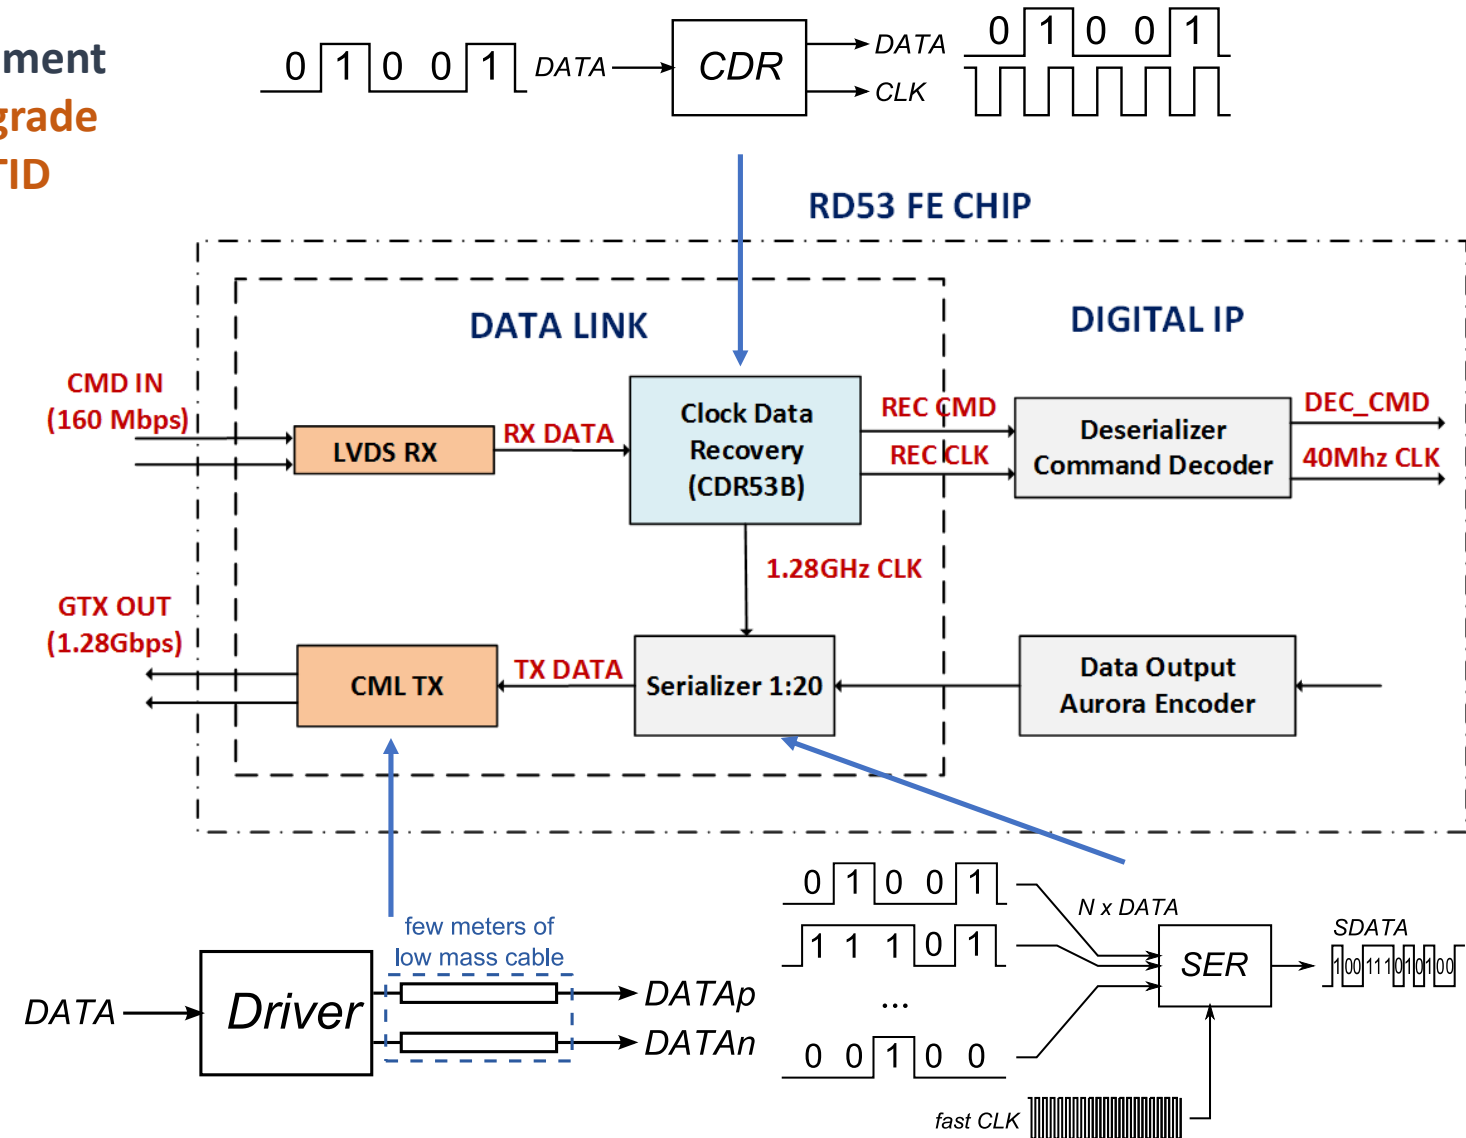 ment
grade
TID
0 1 0 0 1
DATA
CDR
DATA
CLK
0 1 0 0 1
RD53 FE CHIP
DATA LINK
DIGITAL IP
CMD IN
(160 Mbps)
LVDS RX
RX DATA
Clock Data
Recovery
(CDR53B)
REC CMD
REC CLK
Deserializer
Command Decoder
DEC_CMD
40Mhz CLK
1.28GHz CLK
GTX OUT
(1.28Gbps)
CML TX
TX DATA
Serializer 1:20
Data Output
Aurora Encoder
few meters of
low mass cable
DATA
Driver
DATAp
DATAn
0 1 0 0 1
1 1 1 0 1
...
0 0 1 0 0
N x DATA
SER
SDATA
100111010100
fast CLK